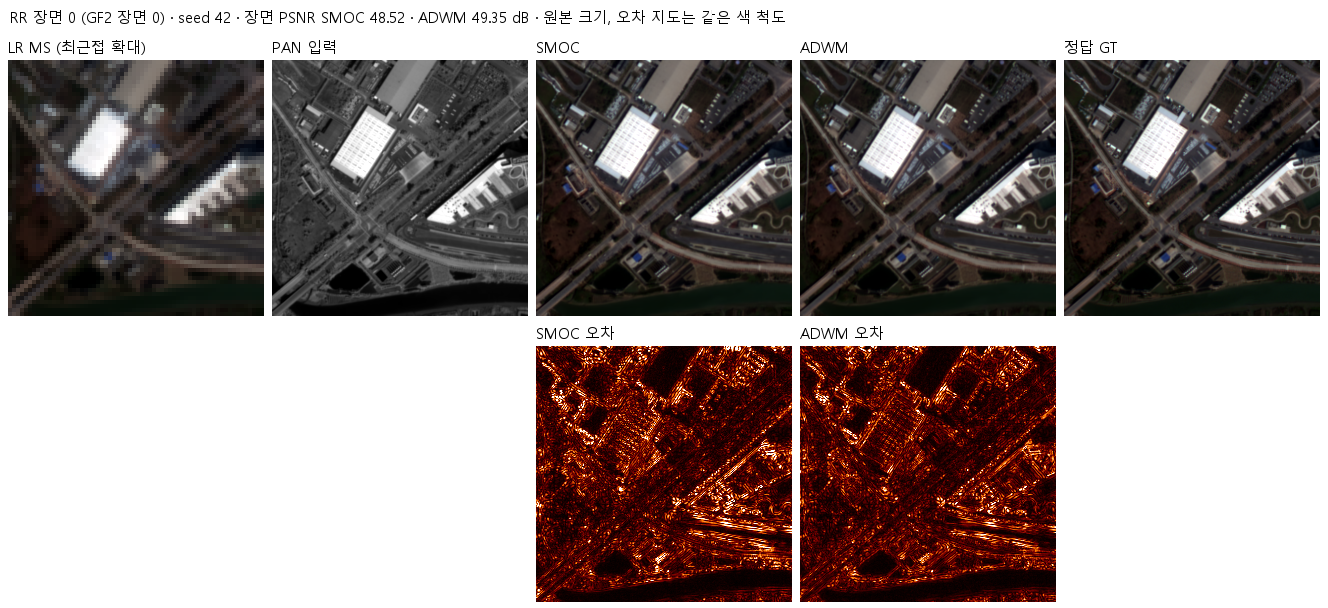 RR 장면 0 (GF2 장면 0) · seed 42 · 장면 PSNR SMOC 48.52 · ADWM 49.35 dB · 원본 크기, 오차 지도는 같은 색 척도
LR MS (최근접 확대)
PAN 입력
SMOC
ADWM
정답 GT
SMOC 오차
ADWM 오차